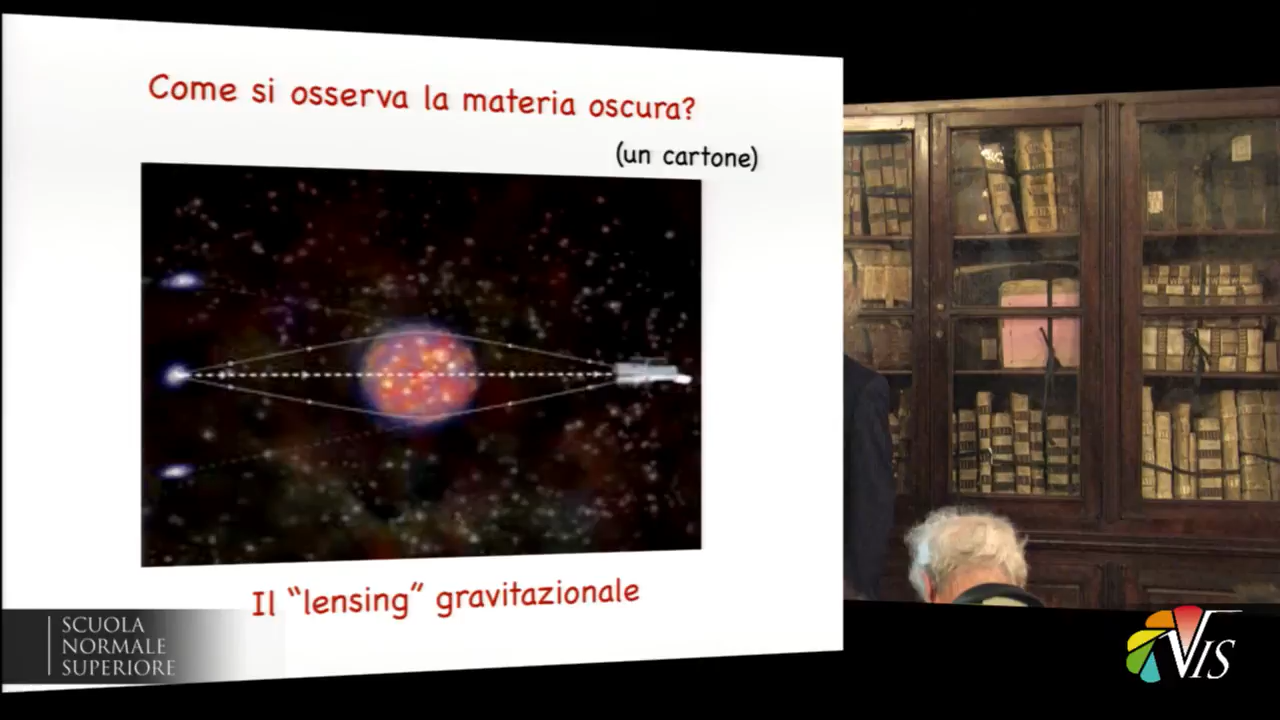 Come si osserva la materia oscura?
(un cartone)
Il “lensing” gravitazionale
SCUOLA
NORMALE
SUPERIORE
VIS